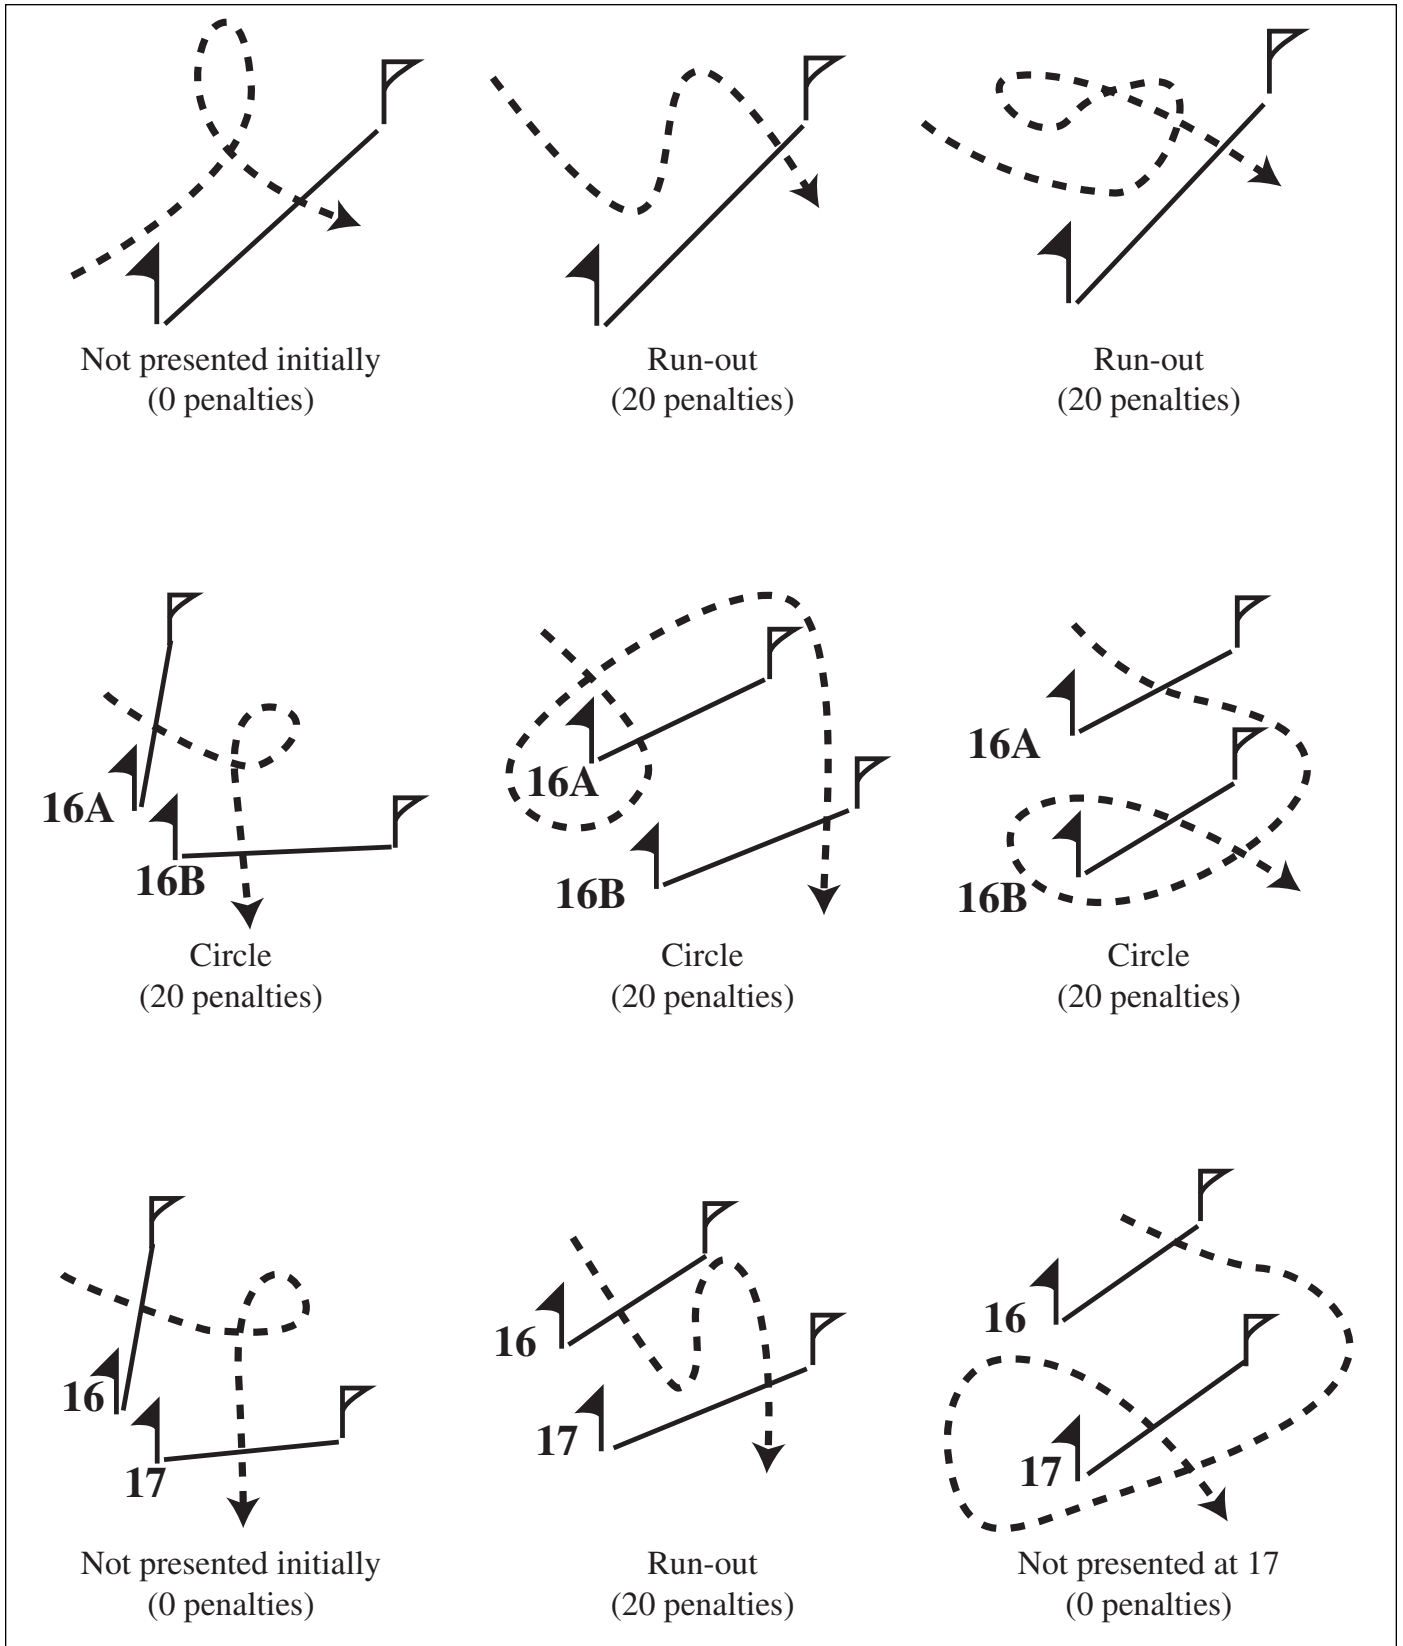 Not presented initially
(0 penalties)
Run-out
(20 penalties)
Run-out
(20 penalties)
16A
16B
Circle
(20 penalties)
16A
16B
Circle
(20 penalties)
16A
16B
Circle
(20 penalties)
16
17
Not presented initially
(0 penalties)
16
17
Run-out
(20 penalties)
16
17
Not presented at 17
(0 penalties)